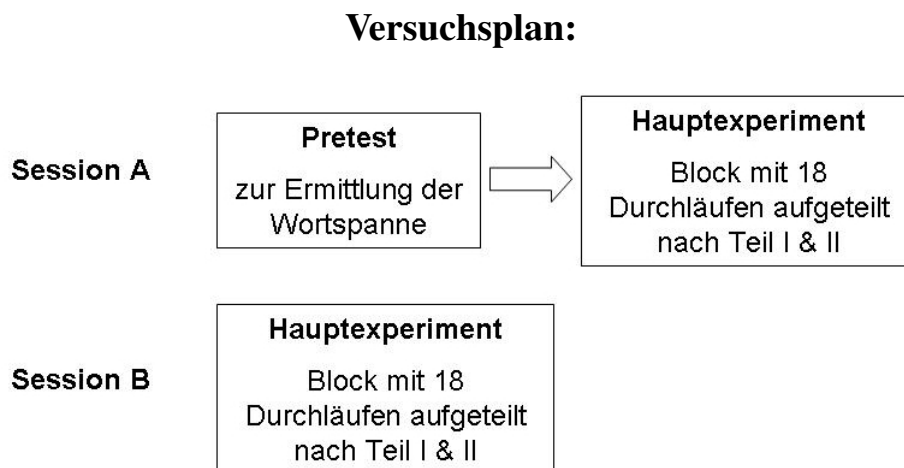 Versuchsplan:
Session A
Pretest
zur Ermittlung der
Wortspanne
Hauptexperiment
Block mit 18
Durchläufen aufgeteilt
nach Teil I & II
Session B
Hauptexperiment
Block mit 18
Durchläufen aufgeteilt
nach Teil I & II